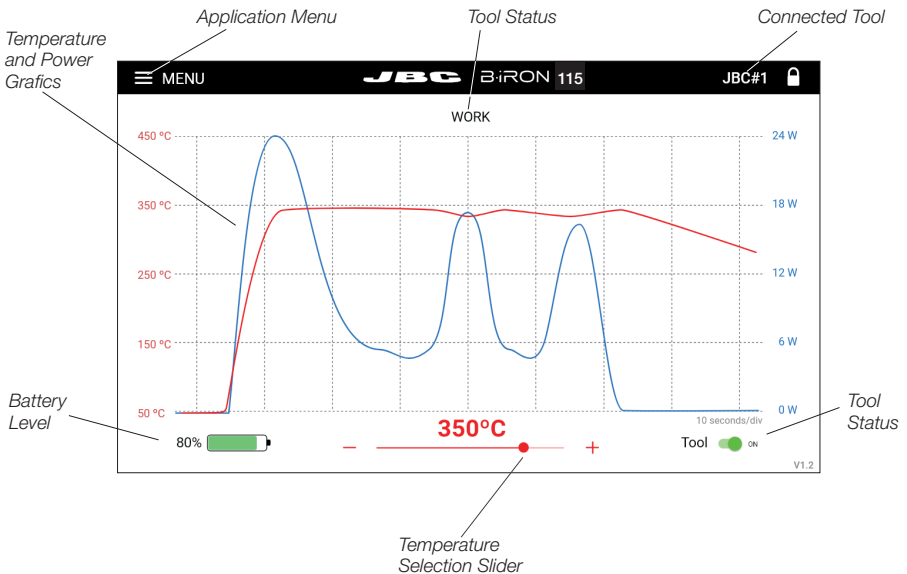 Application Menu
Tool Status
Connected Tool
Temperature
and Power
Grafics
MENU
JBC B·iRON 115
JBC#1
WORK
450 ºC
24 W
350 ºC
18 W
250 ºC
12 W
150 ºC
6 W
50 ºC
0 W
10 seconds/div
Battery
Level
80%
350ºC
− +
Tool ON
V1.2
Tool
Status
Temperature
Selection Slider